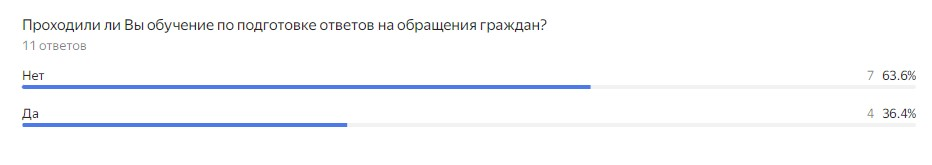 Проходили ли Вы обучение по подготовке ответов на обращения граждан?
11 ответов
Нет 7 63.6%
Да 4 36.4%